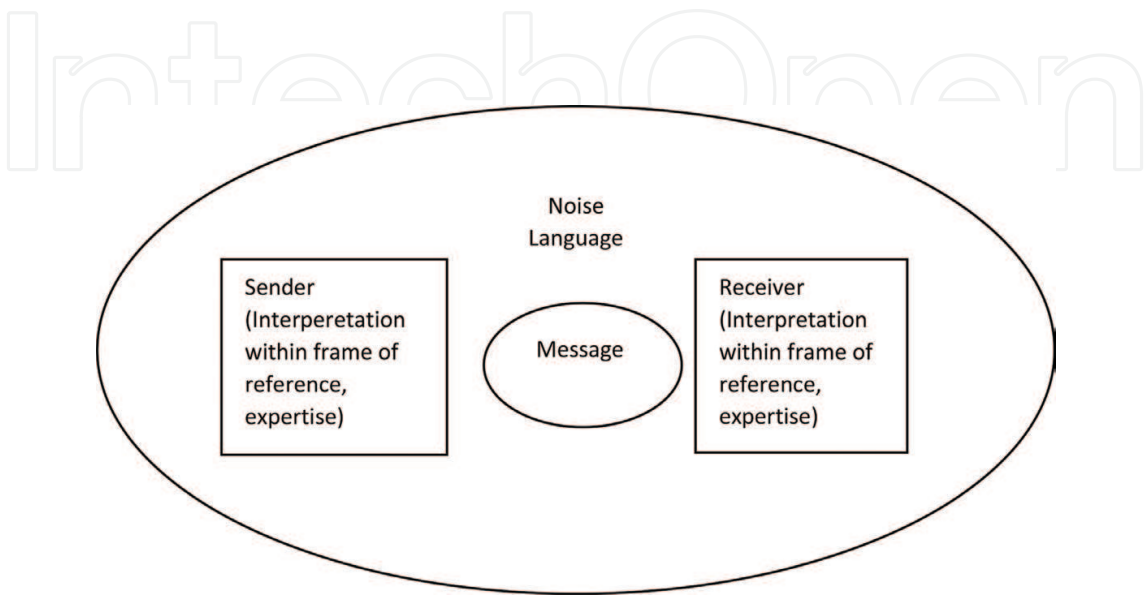 IntechOpen
Noise
Language
Sender
(Interperetation
within frame of
reference,
expertise)
Message
Receiver
(Interpretation
within frame of
reference,
expertise)